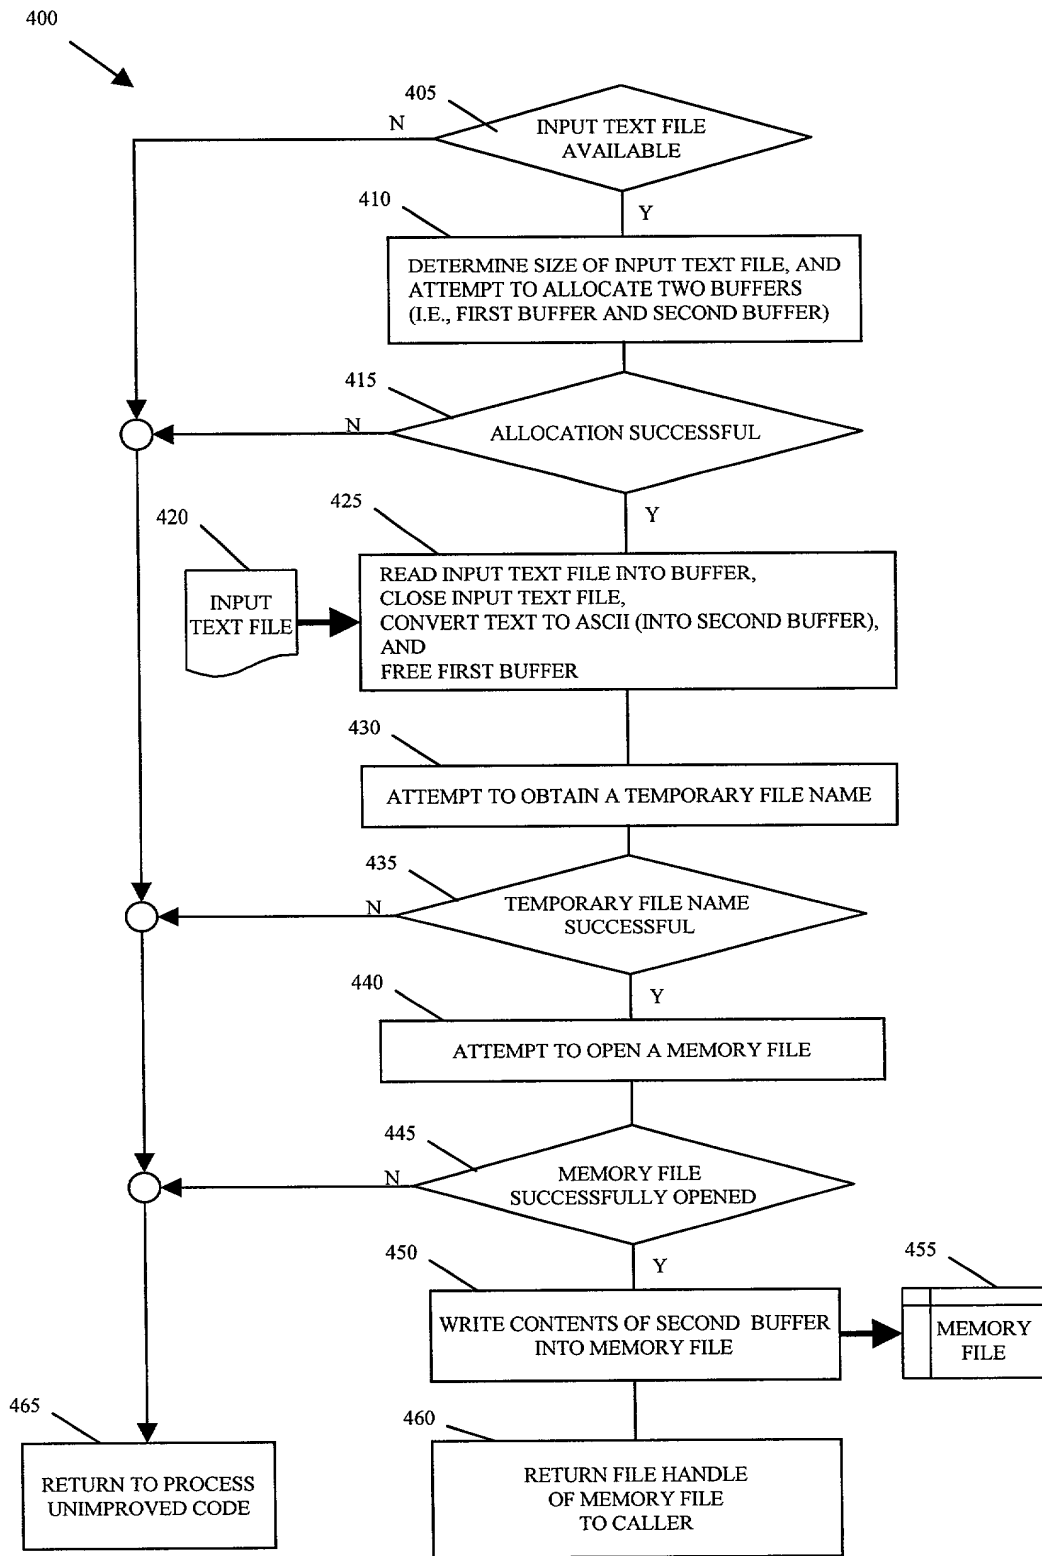 400
405
N
INPUT TEXT FILE
AVAILABLE
410
Y
DETERMINE SIZE OF INPUT TEXT FILE, AND
ATTEMPT TO ALLOCATE TWO BUFFERS
(I.E., FIRST BUFFER AND SECOND BUFFER)
415
N
ALLOCATION SUCCESSFUL
420
425
Y
INPUT
TEXT FILE
READ INPUT TEXT FILE INTO BUFFER,
CLOSE INPUT TEXT FILE,
CONVERT TEXT TO ASCII (INTO SECOND BUFFER),
AND
FREE FIRST BUFFER
430
ATTEMPT TO OBTAIN A TEMPORARY FILE NAME
435
N
TEMPORARY FILE NAME
SUCCESSFUL
440
Y
ATTEMPT TO OPEN A MEMORY FILE
445
N
MEMORY FILE
SUCCESSFULLY OPENED
450
Y
455
WRITE CONTENTS OF SECOND BUFFER
INTO MEMORY FILE
MEMORY
FILE
465
460
RETURN TO PROCESS
UNIMPROVED CODE
RETURN FILE HANDLE
OF MEMORY FILE
TO CALLER